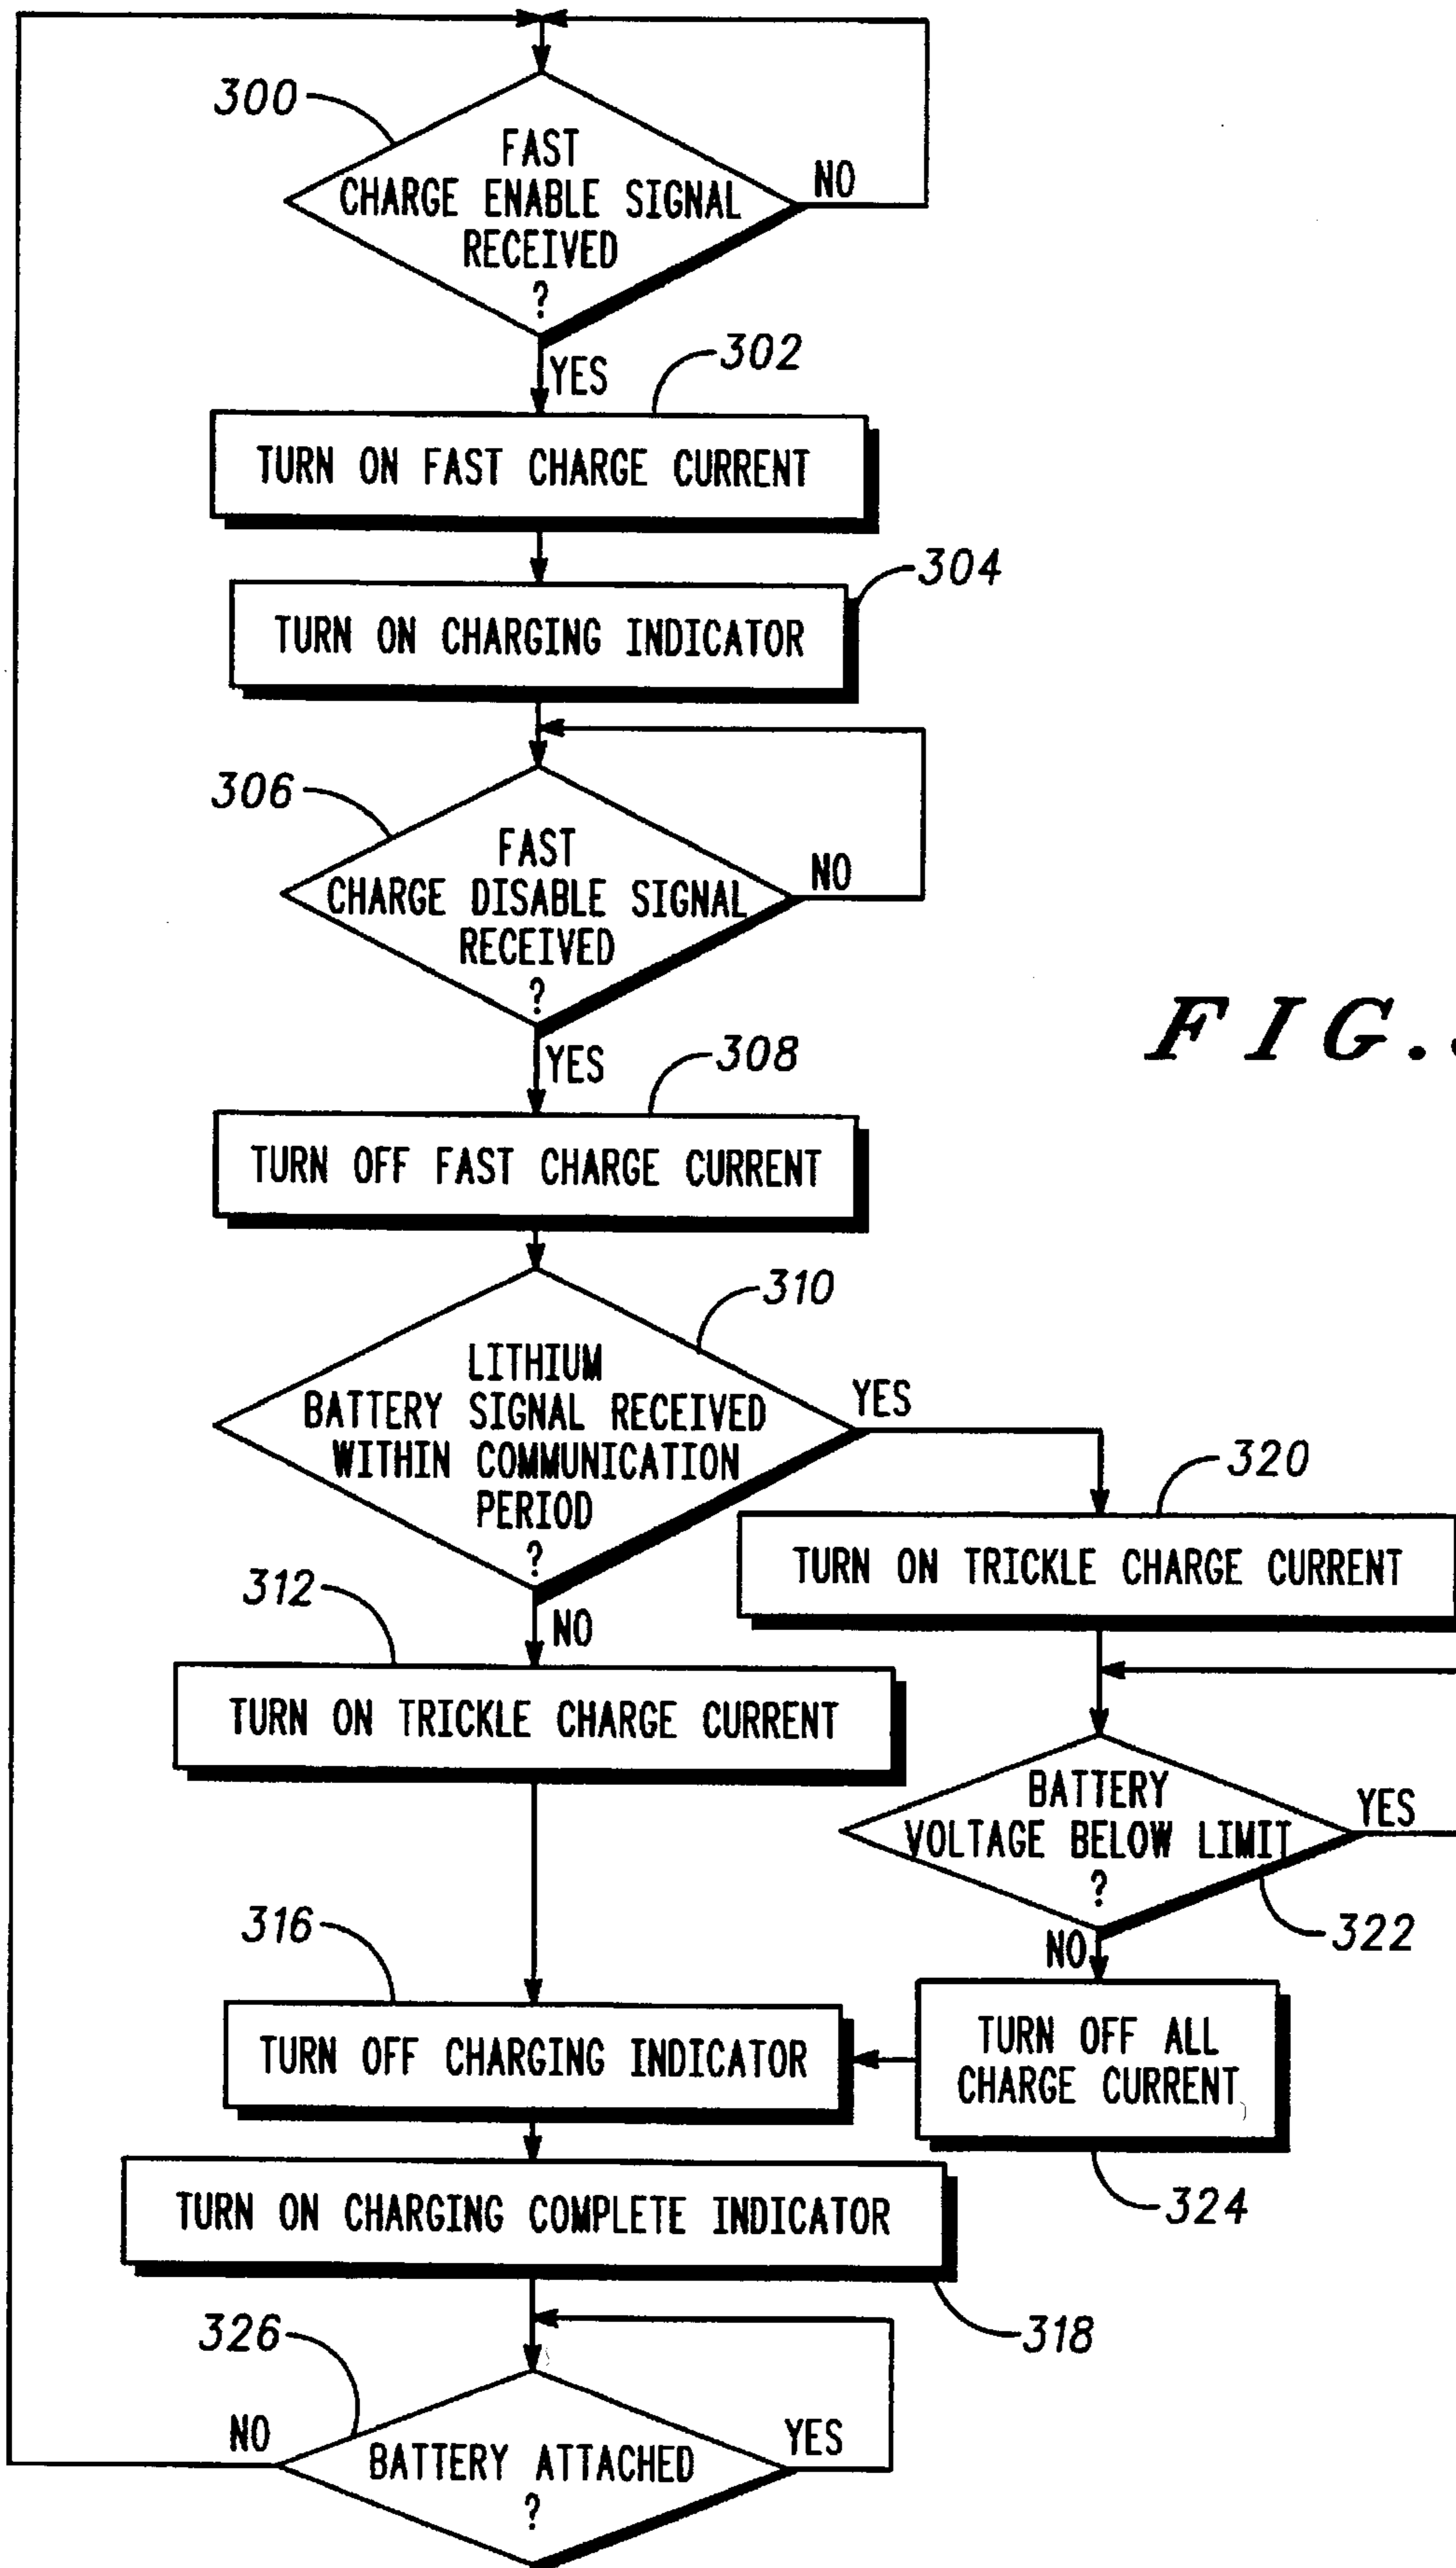 300
FAST
CHARGE ENABLE SIGNAL
RECEIVED
?
NO
YES
302
TURN ON FAST CHARGE CURRENT
304
TURN ON CHARGING INDICATOR
306
FAST
CHARGE DISABLE SIGNAL
RECEIVED
?
NO
FIG.
YES
308
TURN OFF FAST CHARGE CURRENT
310
LITHIUM
BATTERY SIGNAL RECEIVED
WITHIN COMMUNICATION
PERIOD
?
YES
320
TURN ON TRICKLE CHARGE CURRENT
312
NO
TURN ON TRICKLE CHARGE CURRENT
BATTERY
VOLTAGE BELOW LIMIT
?
YES
322
NO
316
TURN OFF CHARGING INDICATOR
TURN OFF ALL
CHARGE CURRENT
324
TURN ON CHARGING COMPLETE INDICATOR
318
326
NO
BATTERY ATTACHED
?
YES